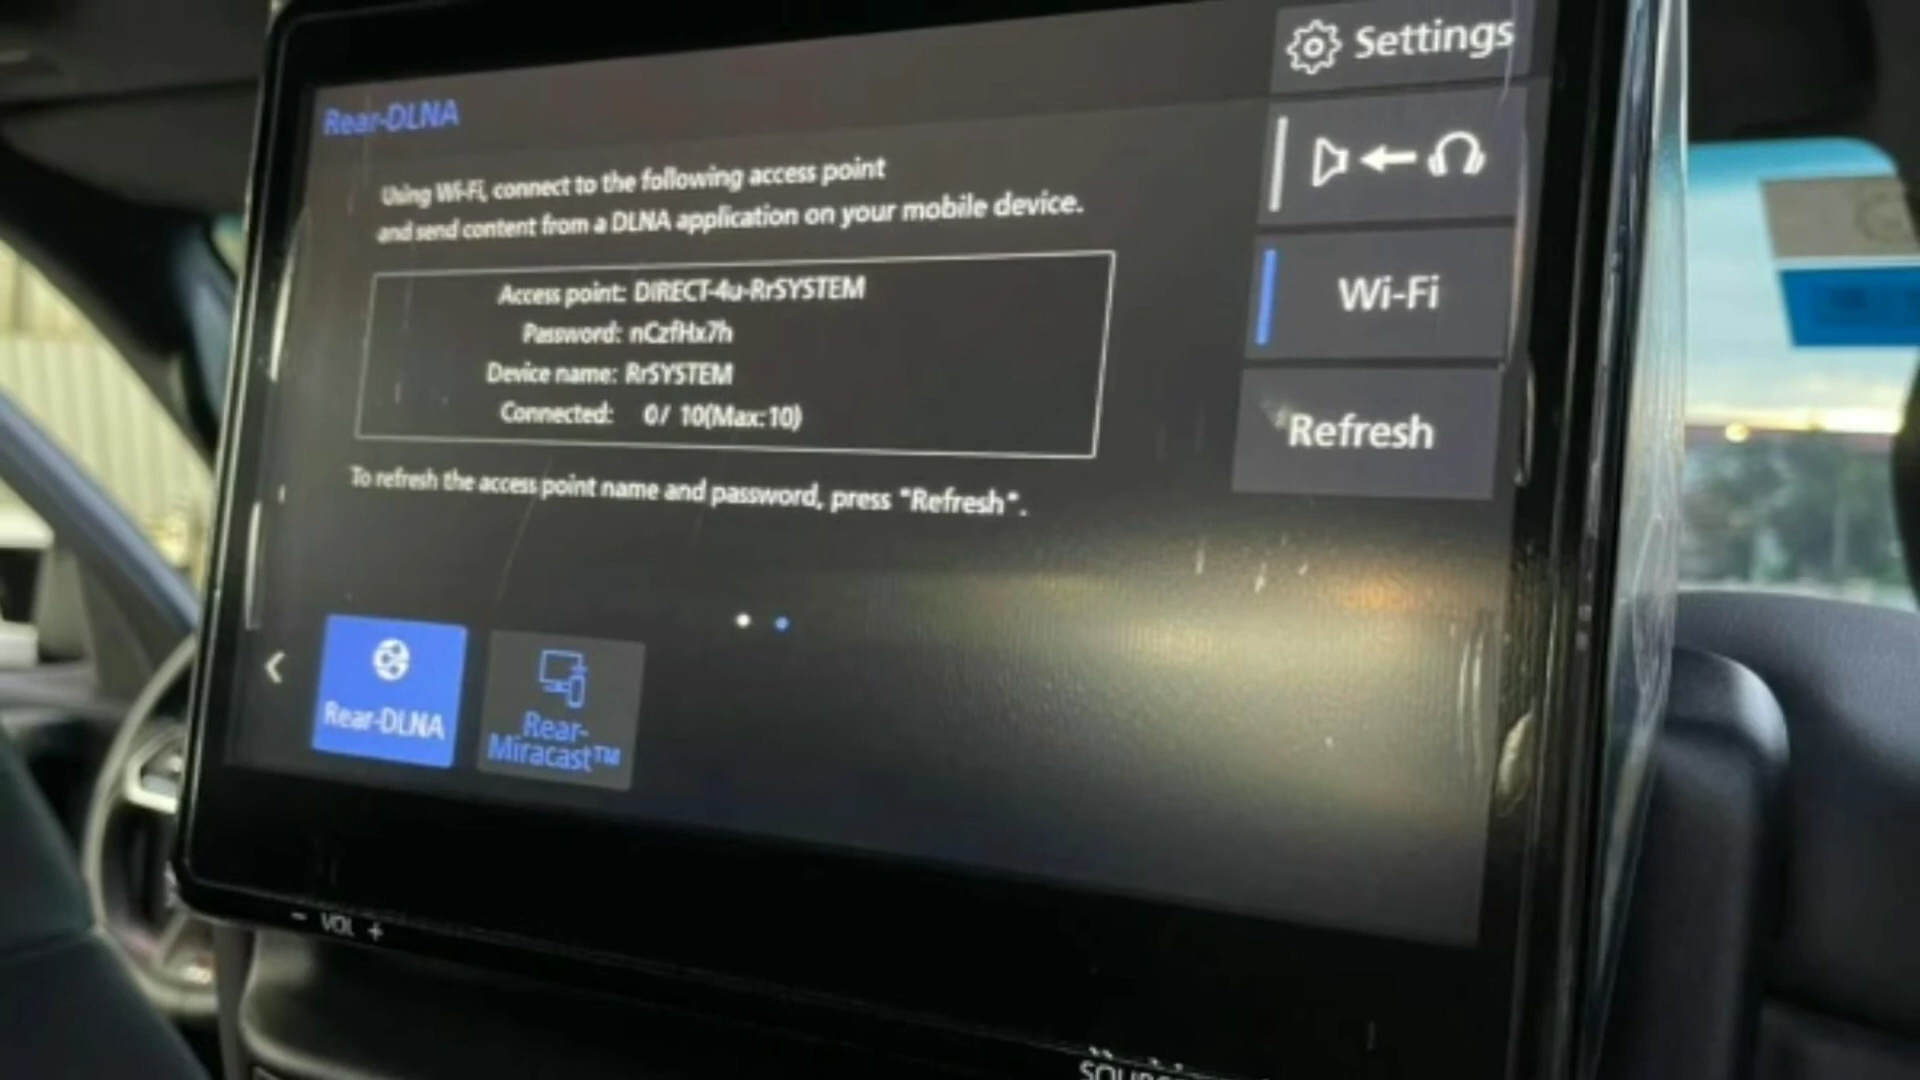 Settings
Rear-DLNA
Using Wi-Fi, connect to the following access point
and send content from a DLNA application on your mobile device.
Access point: DIRECT-4u-RrSYSTEM
Password: nCzfHx7h
Device name: RrSYSTEM
Connected: 0/ 10(Max:10)
Wi-Fi
Refresh
To refresh the access point name and password, press "Refresh".
Rear-DLNA
Rear-
Miracast™
- VOL +